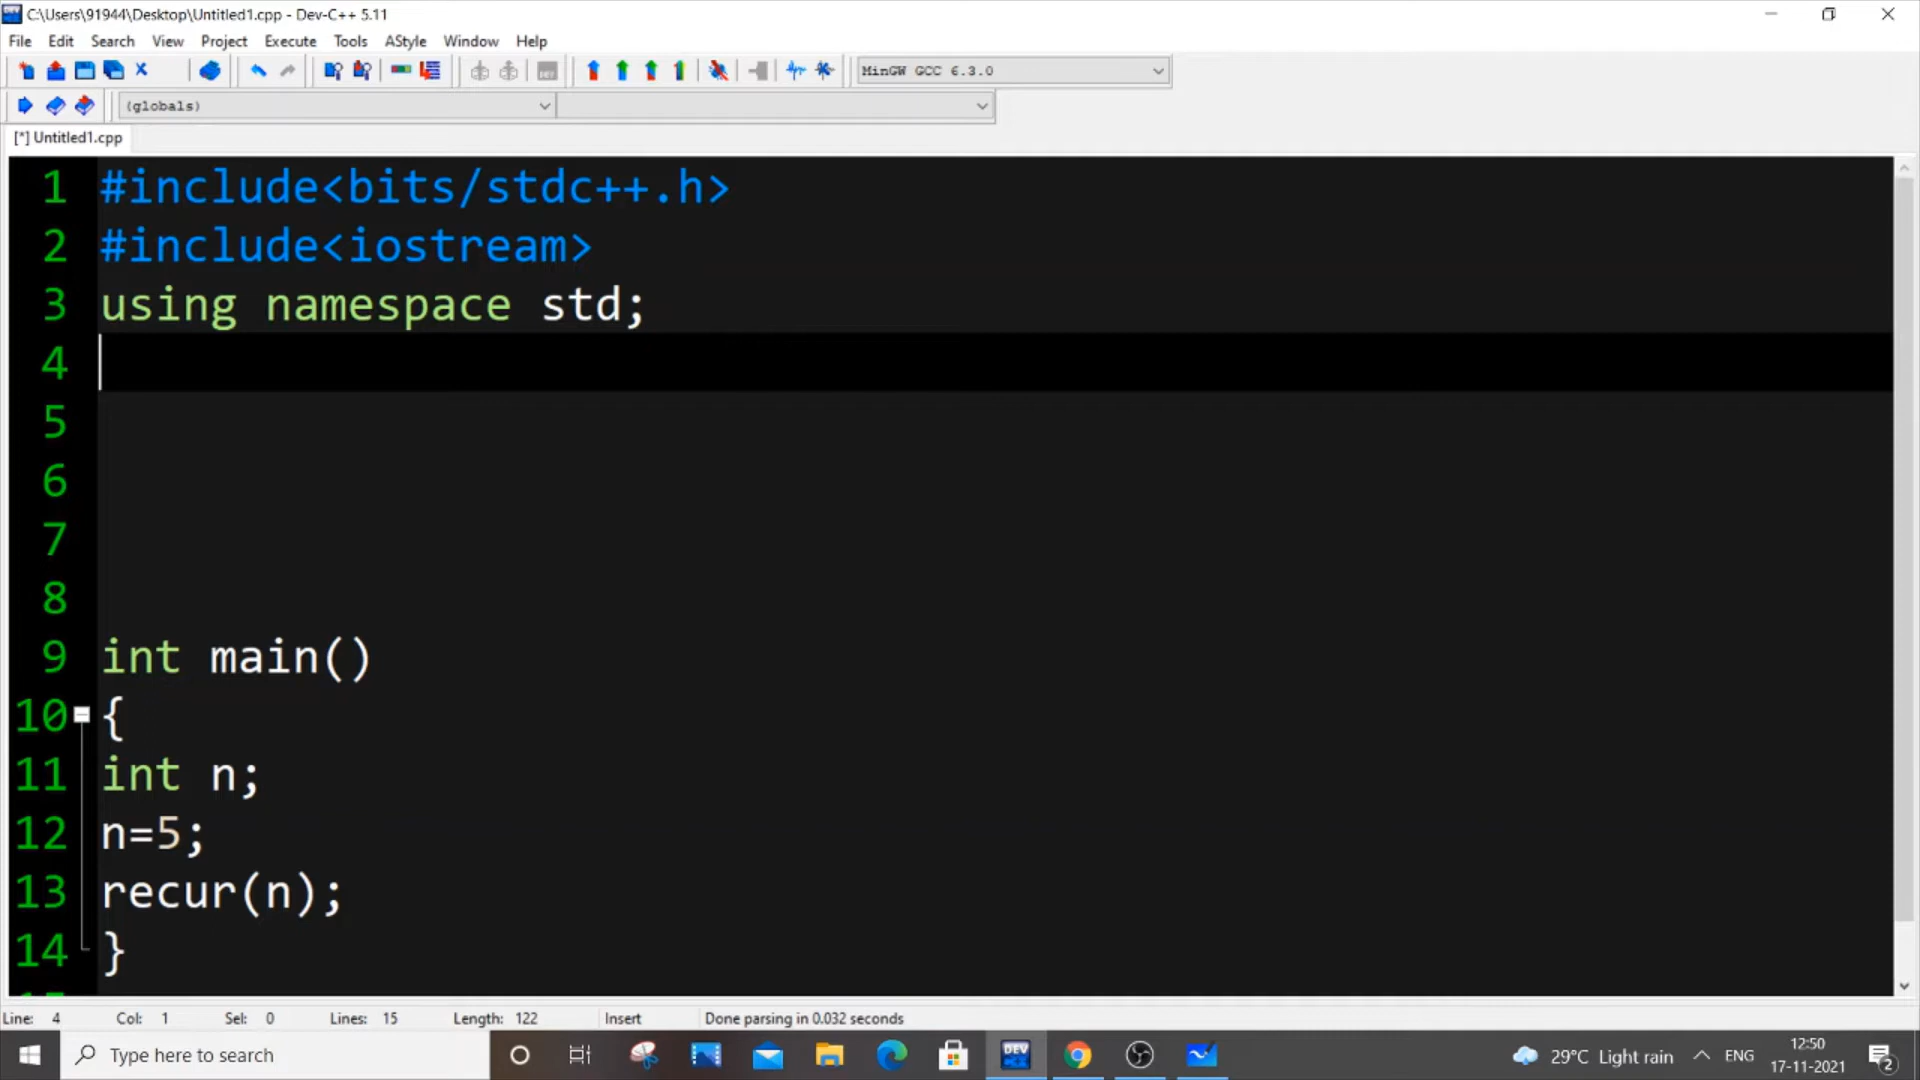 C:\Users\91944\Desktop\Untitled1.cpp - Dev-C++ 5.11
File Edit Search View Project Execute Tools AStyle Window Help
MinGW GCC 6.3.0
(globals)
[*] Untitled1.cpp
1 #include<bits/stdc++.h>
2 #include<iostream>
3 using namespace std;
4
5
6
7
8
9 int main()
10 {
11 int n;
12 n=5;
13 recur(n);
14 }
Line: 4 Col: 1 Sel: 0 Lines: 15 Length: 122 Insert Done parsing in 0.032 seconds
Type here to search
DEV
29°C Light rain
ENG
12:50
17-11-2021
2